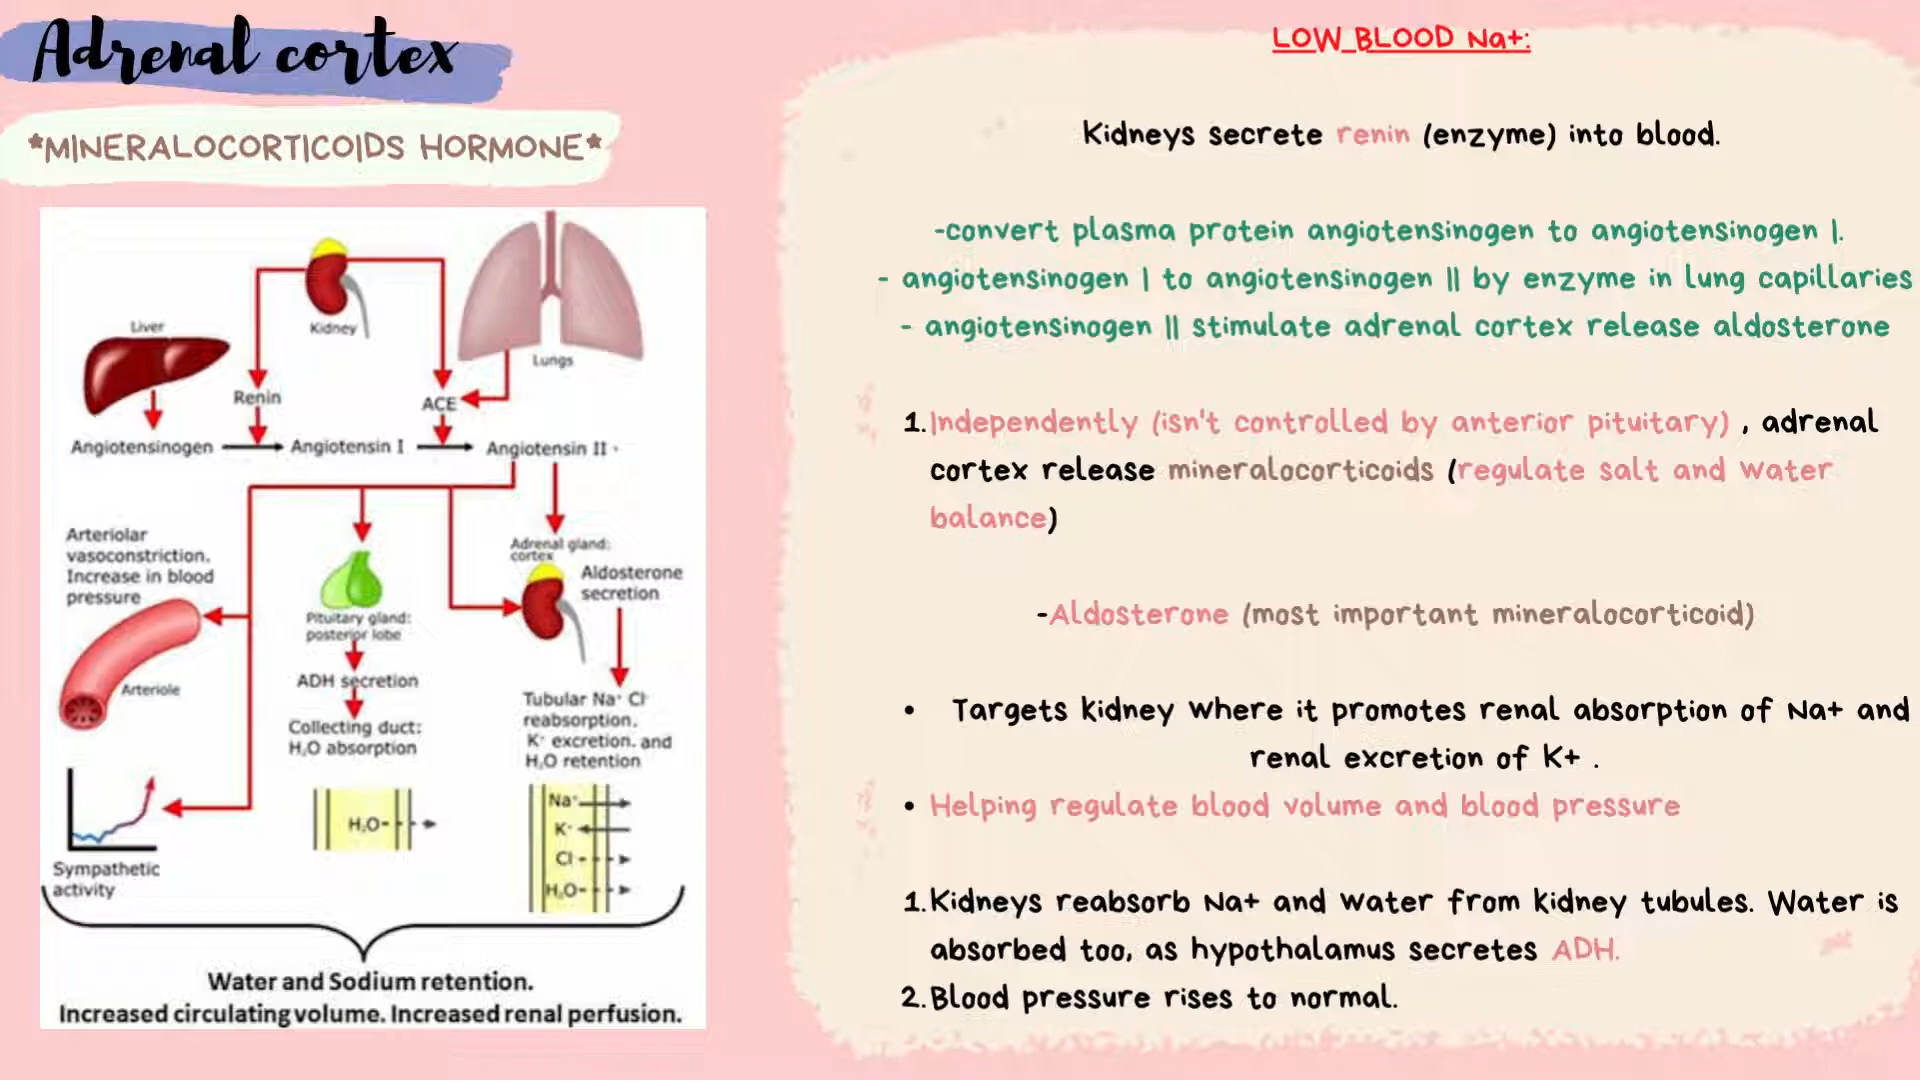 Adrenal cortex
*MINERALOCORTICOIDS HORMONE*
Liver
Kidney
Lungs
Renin
ACE
Angiotensinogen
Angiotensin I
Angiotensin II
Arteriolar
vasoconstriction.
Increase in blood
pressure
Arteriole
Pituitary gland:
posterior lobe
ADH secretion
Collecting duct:
H₂O absorption
H₂O
Adrenal gland:
cortex
Aldosterone
secretion
Tubular Na⁺ Cl⁻
reabsorption.
K⁺ excretion. and
H₂O retention
Na⁺
K⁺
Cl⁻
H₂O
Sympathetic
activity
Water and Sodium retention.
Increased circulating volume. Increased renal perfusion.
LOW BLOOD Na+:
Kidneys secrete renin (enzyme) into blood.
-convert plasma protein angiotensinogen to angiotensinogen I.
- angiotensinogen I to angiotensinogen II by enzyme in lung capillaries
- angiotensinogen II stimulate adrenal cortex release aldosterone
1. Independently (isn't controlled by anterior pituitary) , adrenal
cortex release mineralocorticoids (regulate salt and water
balance)
-Aldosterone (most important mineralocorticoid)
• Targets kidney where it promotes renal absorption of Na+ and
renal excretion of K+ .
• Helping regulate blood volume and blood pressure
1. Kidneys reabsorb Na+ and water from kidney tubules. Water is
absorbed too, as hypothalamus secretes ADH.
2. Blood pressure rises to normal.